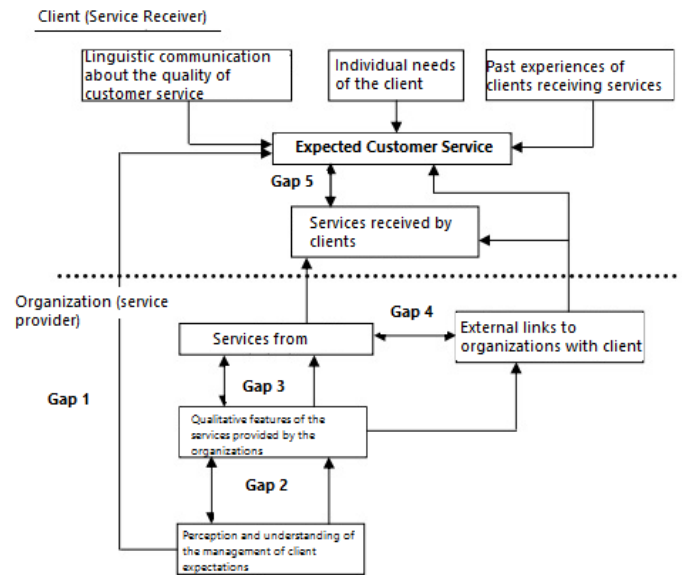 Client (Service Receiver)
Linguistic communication
about the quality of
customer service
Individual needs
of the client
Past experiences of
clients receiving services
Expected Customer Service
Gap 5
Services received by
clients
Organization (service
provider)
Gap 4
Services from
External links to
organizations with client
Gap 3
Gap 1
Qualitative features of the
services provided by the
organizations
Gap 2
Perception and understanding of
the management of client
expectations